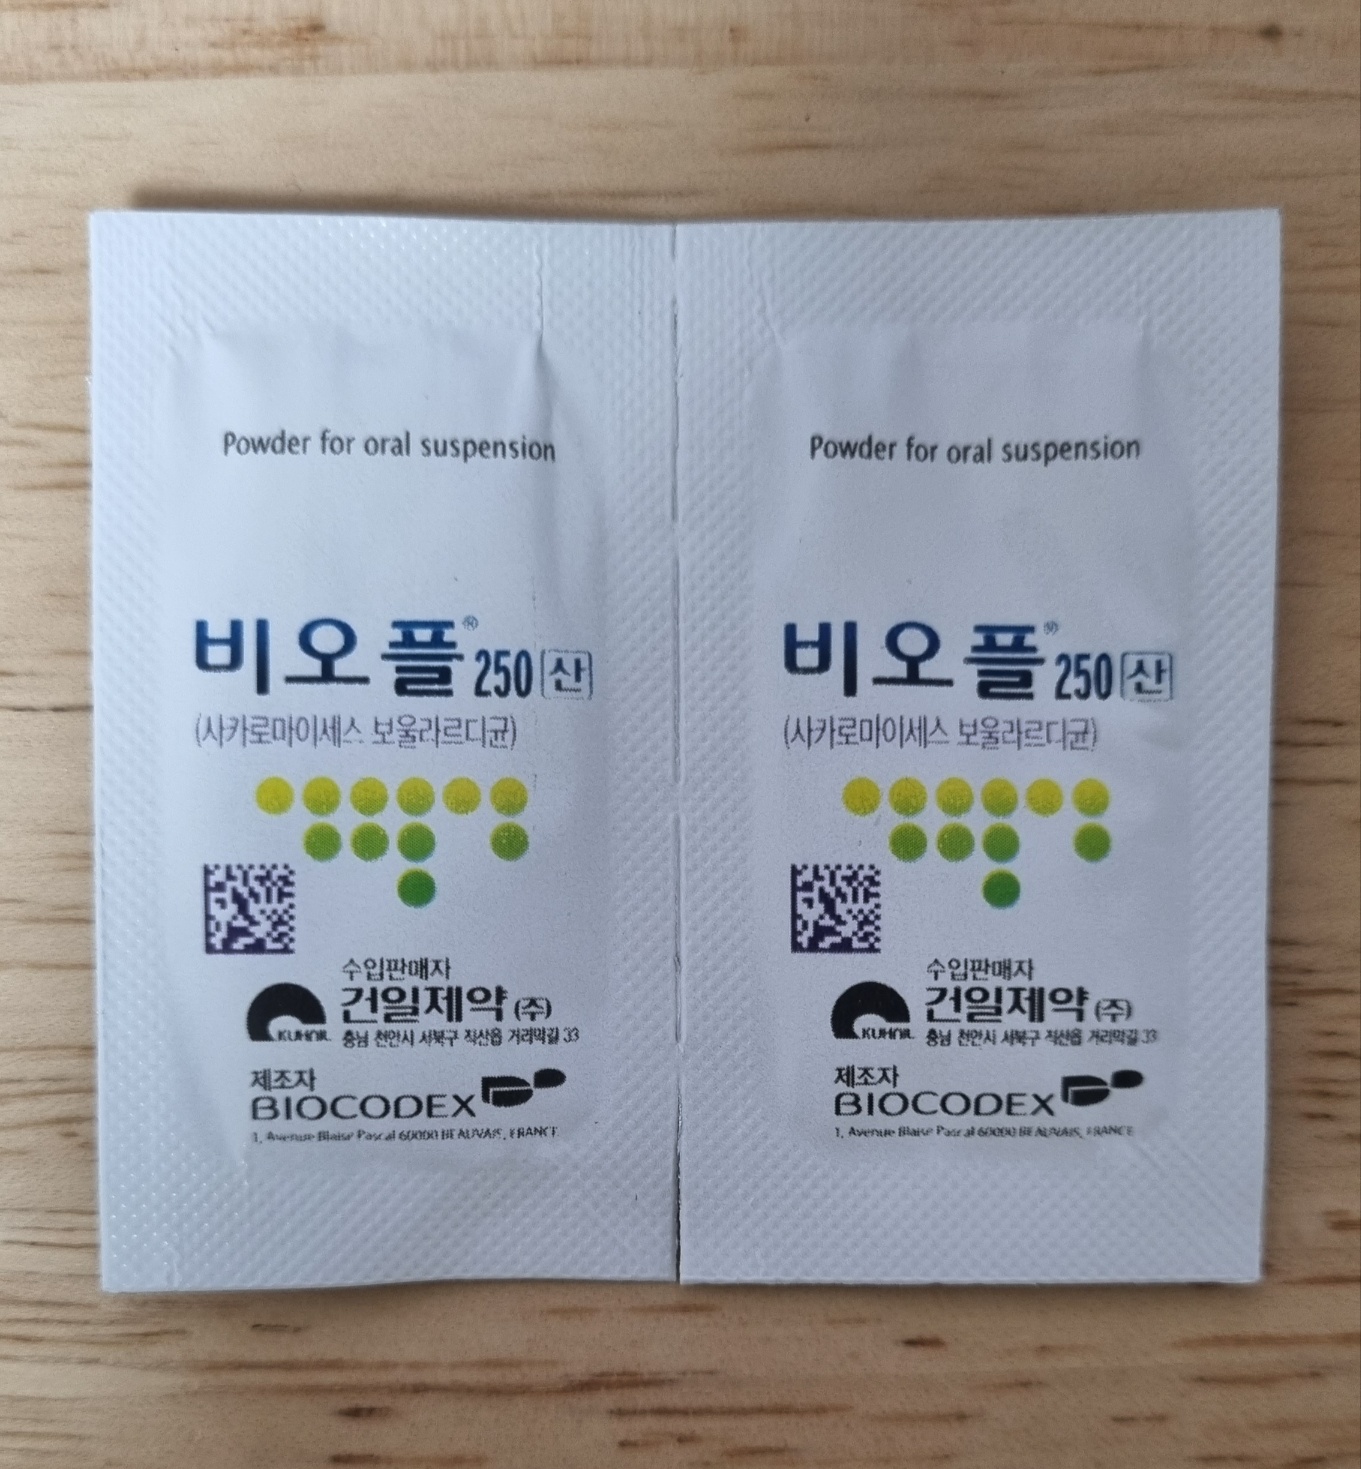 Powder for oral suspension
비오플® 250 산
(사카로마이세스 보울라르디균)
수입판매자
건일제약 (주)
KUHNIL
충남 천안시 서북구 직산읍 거리막길 33
제조자
BIOCODEX
1, Avenue Blaise Pascal 60000 BEAUVAIS, FRANCE
Powder for oral suspension
비오플® 250 산
(사카로마이세스 보울라르디균)
수입판매자
건일제약 (주)
KUHNIL
충남 천안시 서북구 직산읍 거리막길 33
제조자
BIOCODEX
1, Avenue Blaise Pascal 60000 BEAUVAIS, FRANCE